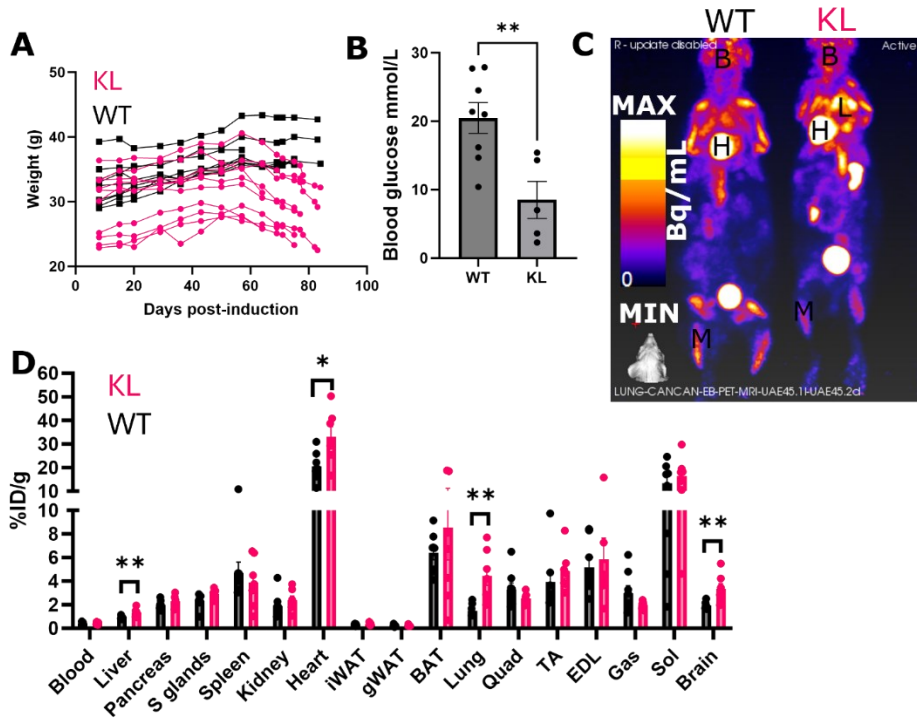 A
KL
WT
Weight (g)
50
40
30
20
0
20
40
60
80
100
Days post-induction
B
**
Blood glucose mmol/L
30
20
10
0
WT
KL
C
WT
KL
R - update disabled
Active
B
B
MAX
L
H
H
Bq/mL
0
MIN
M
M
LUNG-CANCAN-EB-PET-MRI-UAE45.1l-UAE45.2d
D
KL
WT
%ID/g
60
50
40
30
20
10
8
6
4
2
0
**
*
**
**
Blood
Liver
Pancreas
S glands
Spleen
Kidney
Heart
iWAT
gWAT
BAT
Lung
Quad
TA
EDL
Gas
Sol
Brain